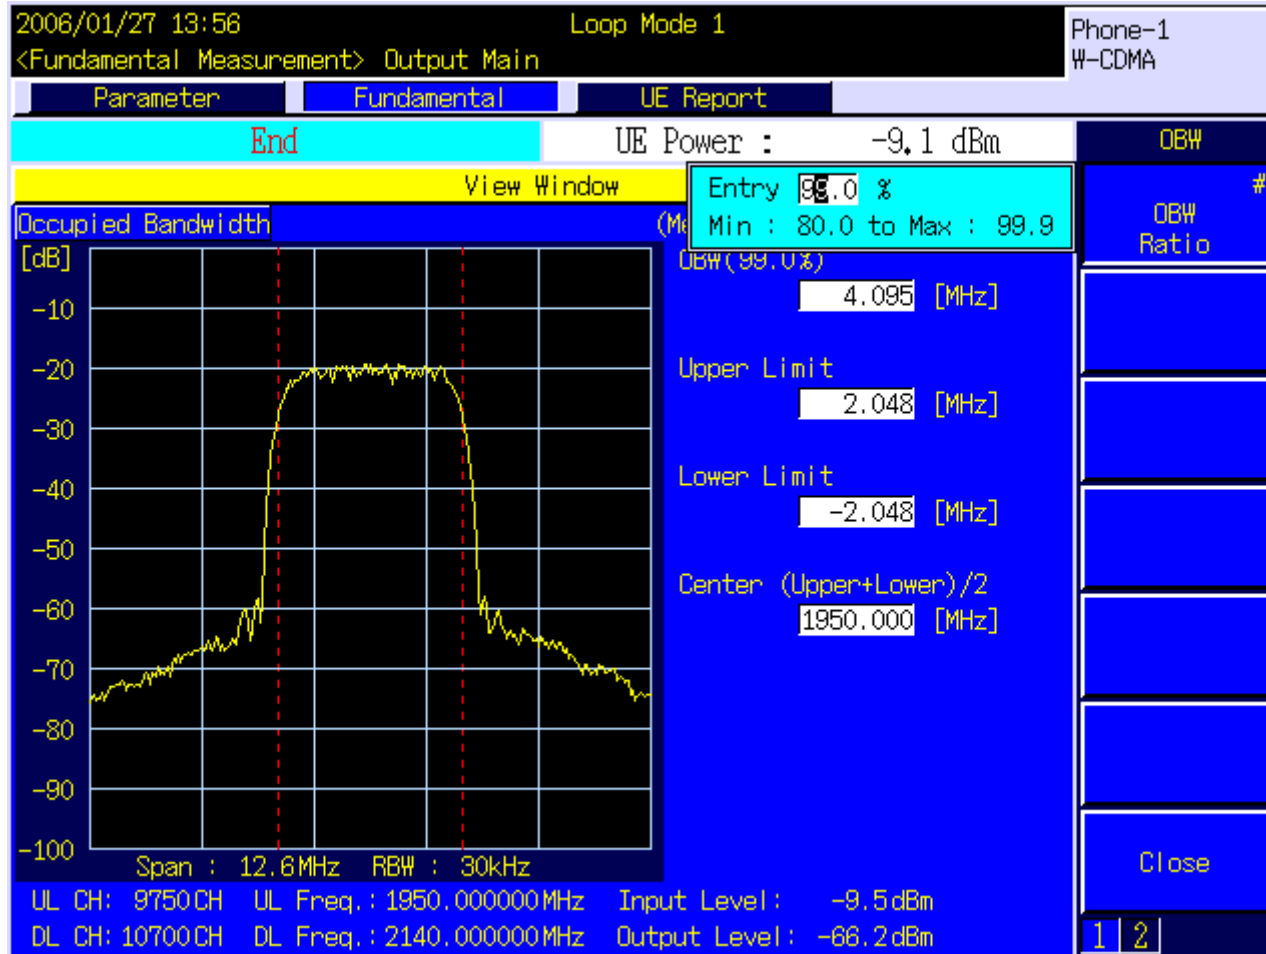 2006/01/27 13:56 Loop Mode 1
Phone-1
<Fundamental Measurement> Output Main
W-CDMA
Parameter Fundamental UE Report
End UE Power : -9.1 dBm OBW
View Window
Entry 99.0 %
Min : 80.0 to Max : 99.9
#
OBW
Ratio
Occupied Bandwidth (Me
[dB]
OBW(99.0%)
4.095 [MHz]
Upper Limit
2.048 [MHz]
Lower Limit
-2.048 [MHz]
Center (Upper+Lower)/2
1950.000 [MHz]
-10
-20
-30
-40
-50
-60
-70
-80
-90
-100
Span : 12.6MHz RBW : 30kHz
Close
UL CH: 9750CH UL Freq.:1950.000000MHz Input Level: -9.5dBm
DL CH:10700CH DL Freq.:2140.000000MHz Output Level: -66.2dBm
1 2